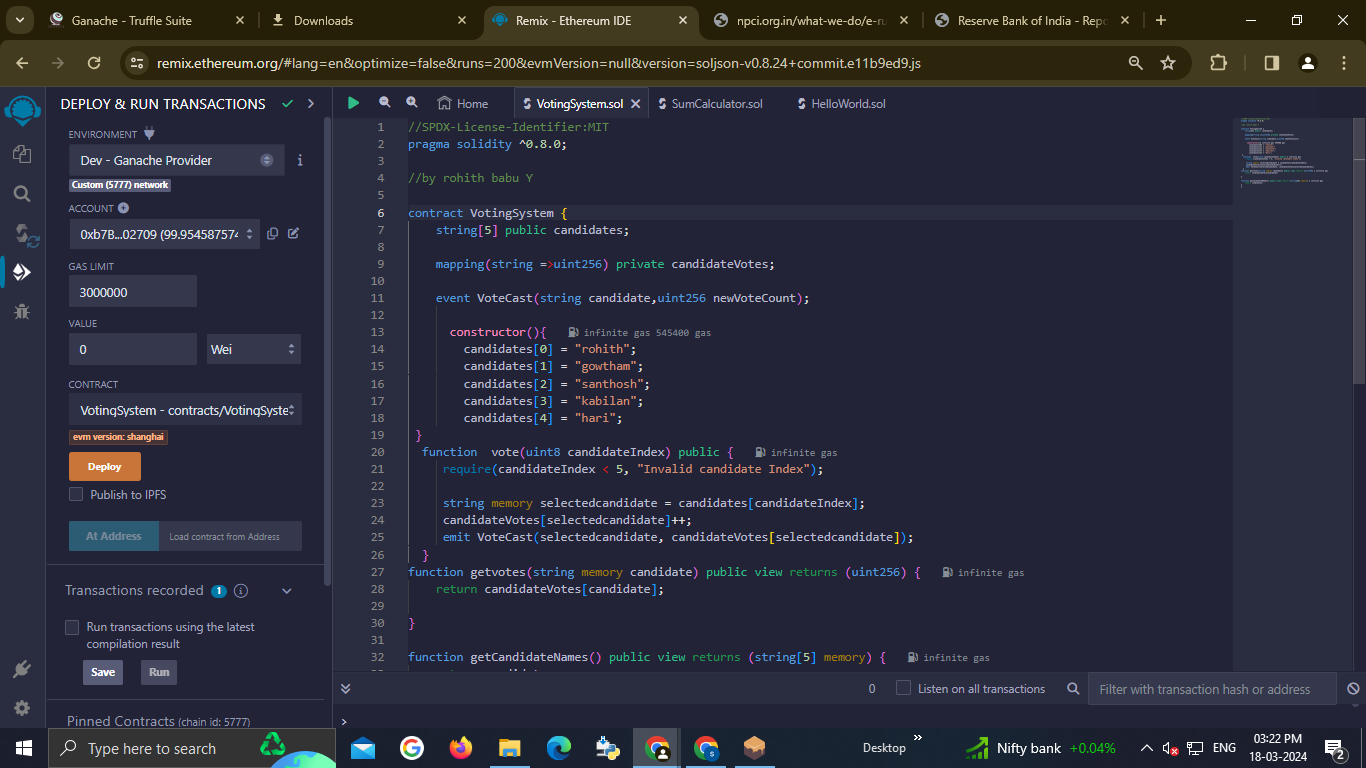 Ganache - Truffle Suite
Downloads
Remix - Ethereum IDE
npci.org.in/what-we-do/e-ru
Reserve Bank of India - Repo
remix.ethereum.org/#lang=en&optimize=false&runs=200&evmVersion=null&version=soljson-v0.8.24+commit.e11b9ed9.js
DEPLOY & RUN TRANSACTIONS
ENVIRONMENT
Dev - Ganache Provider
Custom (5777) network
ACCOUNT
0xb7B...02709 (99.954587574
GAS LIMIT
3000000
VALUE
0
Wei
CONTRACT
VotingSystem - contracts/VotingSyste
evm version: shanghai
Deploy
Publish to IPFS
At Address
Load contract from Address
Transactions recorded 1
Run transactions using the latest
compilation result
Save
Run
Pinned Contracts (chain id: 5777)
Home
VotingSystem.sol
SumCalculator.sol
HelloWorld.sol
1 //SPDX-License-Identifier:MIT
2 pragma solidity ^0.8.0;
3
4 //by rohith babu Y
5
6 contract VotingSystem {
7 string[5] public candidates;
8
9 mapping(string =>uint256) private candidateVotes;
10
11 event VoteCast(string candidate,uint256 newVoteCount);
12
13 constructor(){ infinite gas 545400 gas
14 candidates[0] = "rohith";
15 candidates[1] = "gowtham";
16 candidates[2] = "santhosh";
17 candidates[3] = "kabilan";
18 candidates[4] = "hari";
19 }
20 function vote(uint8 candidateIndex) public { infinite gas
21 require(candidateIndex < 5, "Invalid candidate Index");
22
23 string memory selectedcandidate = candidates[candidateIndex];
24 candidateVotes[selectedcandidate]++;
25 emit VoteCast(selectedcandidate, candidateVotes[selectedcandidate]);
26 }
27 function getvotes(string memory candidate) public view returns (uint256) { infinite gas
28 return candidateVotes[candidate];
29
30 }
31
32 function getCandidateNames() public view returns (string[5] memory) { infinite gas
0
Listen on all transactions
Filter with transaction hash or address
>
Type here to search
Desktop
Nifty bank +0.04%
ENG
03:22 PM
18-03-2024
2